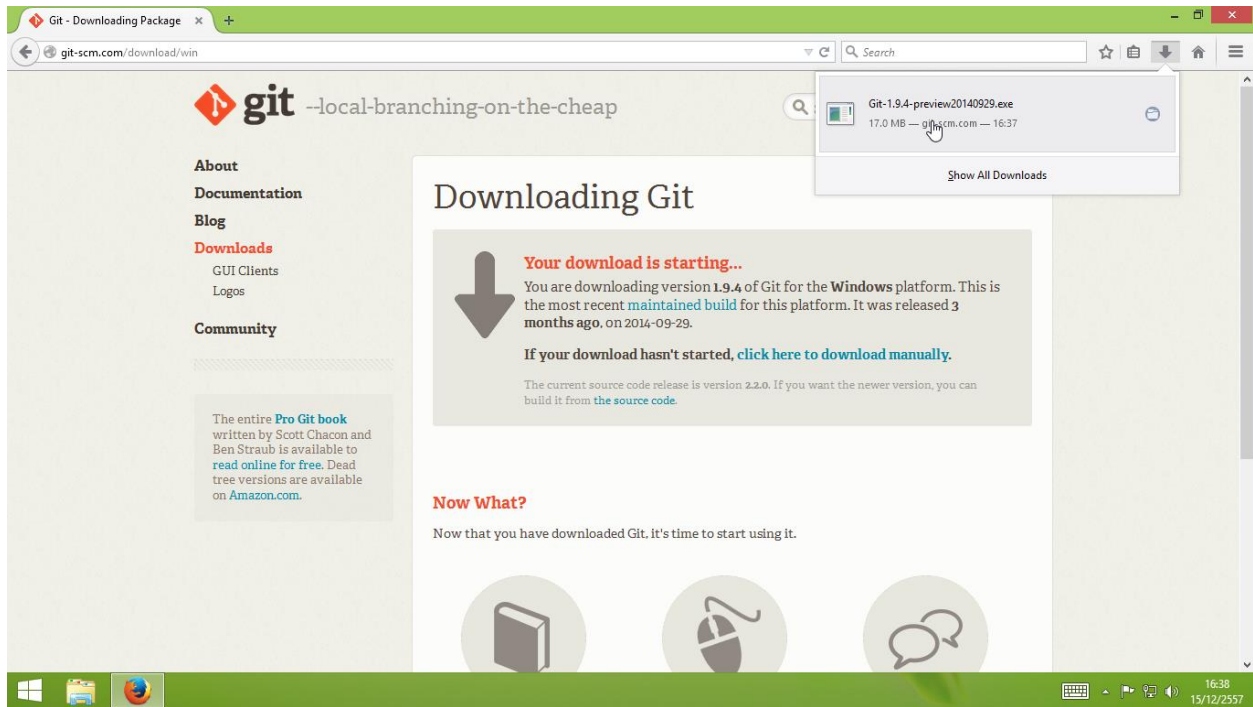 Git - Downloading Package
git-scm.com/download/win
Search
git --local-branching-on-the-cheap
Git-1.9.4-preview20140929.exe
17.0 MB — git-scm.com — 16:37
Show All Downloads
About
Documentation
Blog
Downloads
GUI Clients
Logos
Community
The entire Pro Git book
written by Scott Chacon and
Ben Straub is available to
read online for free. Dead
tree versions are available
on Amazon.com.
Downloading Git
Your download is starting...
You are downloading version 1.9.4 of Git for the Windows platform. This is
the most recent maintained build for this platform. It was released 3
months ago, on 2014-09-29.
If your download hasn't started, click here to download manually.
The current source code release is version 2.2.0. If you want the newer version, you can
build it from the source code.
Now What?
Now that you have downloaded Git, it's time to start using it.
16:38
15/12/2557